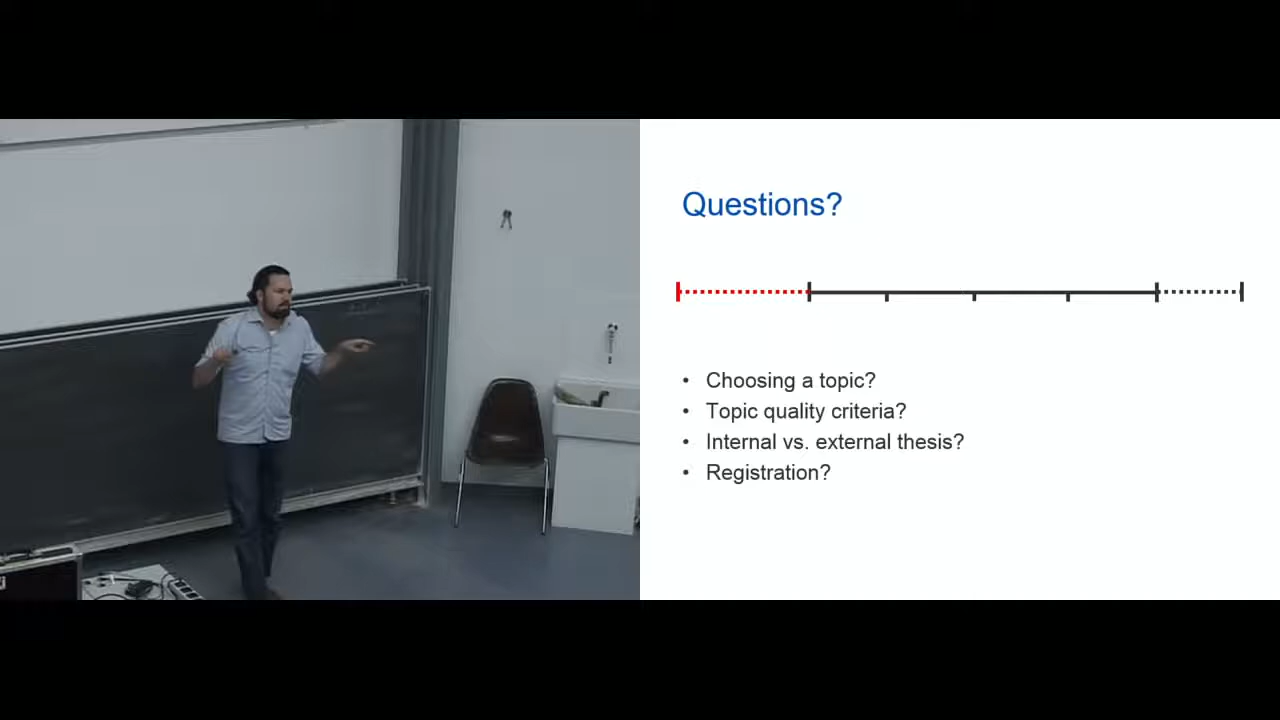 Questions?
• Choosing a topic?
• Topic quality criteria?
• Internal vs. external thesis?
• Registration?